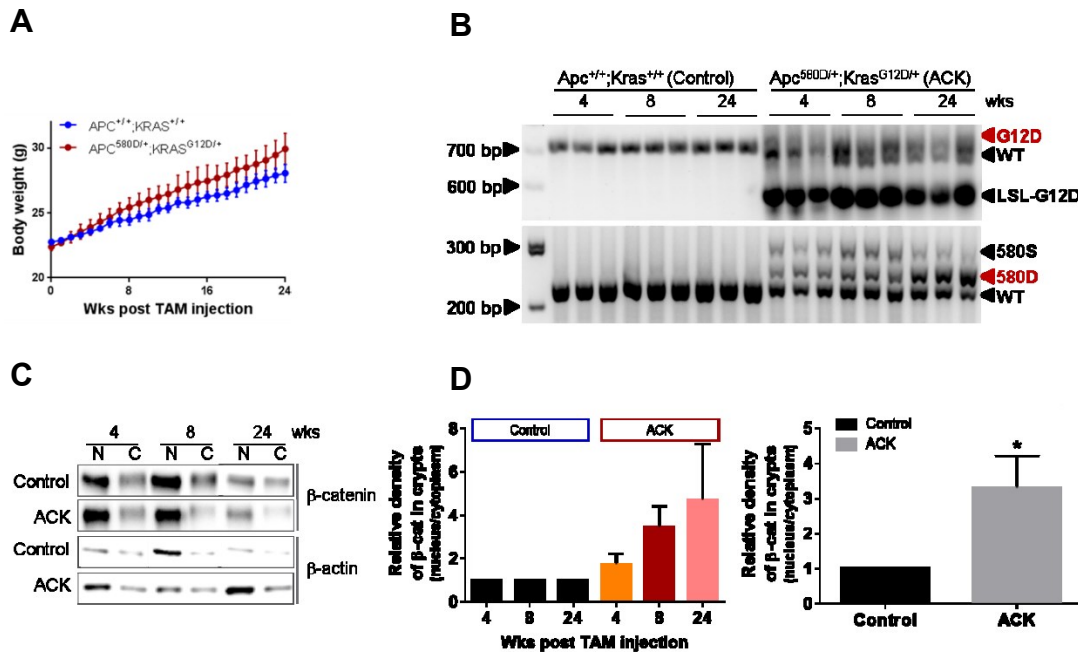 A
APC+/+;KRAS+/+
APC580D/+;KRASG12D/+
30
25
20
Body weight (g)
0 8 16 24
Wks post TAM injection
B
Apc+/+;Kras+/+ (Control) Apc580D/+;KrasG12D/+ (ACK)
4 8 24 4 8 24 wks
700 bp
600 bp
G12D
WT
LSL-G12D
300 bp
200 bp
580S
580D
WT
C
4 8 24 wks
N C N C N C
Control
ACK
β-catenin
Control
ACK
β-actin
D
Relative density
of β-cat in crypts
(nucleus/cytoplasm)
8
6
4
2
0
Control ACK
4 8 24 4 8 24
Wks post TAM injection
Relative density
of β-cat in crypts
(nucleus/cytoplasm)
5
4
3
2
1
0
Control
ACK
*
Control ACK